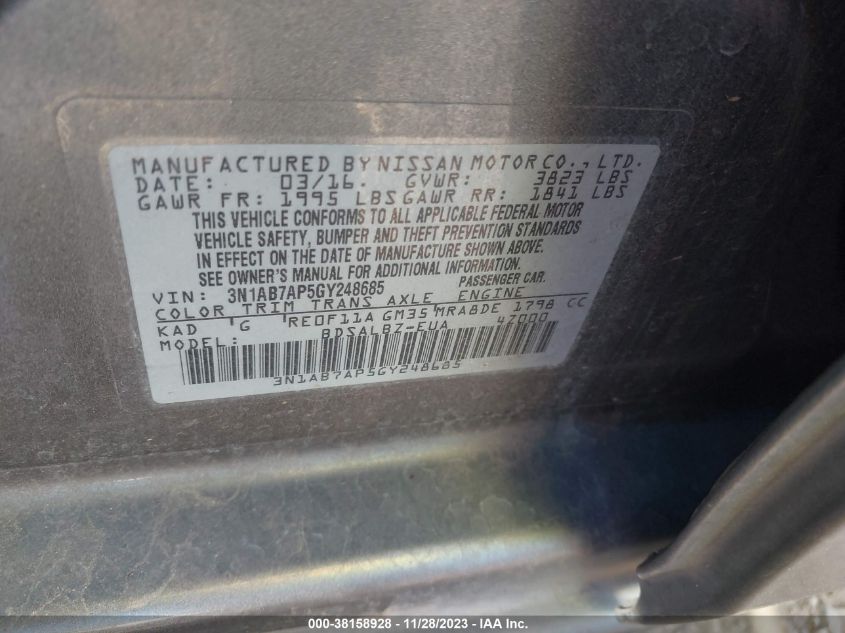 MANUFACTURED BY NISSAN MOTOR CO., LTD.
DATE: 03/16. GVWR: 3823 LBS
GAWR FR: 1995 LBS GAWR RR: 1841 LBS
THIS VEHICLE CONFORMS TO ALL APPLICABLE FEDERAL MOTOR
VEHICLE SAFETY, BUMPER AND THEFT PREVENTION STANDARDS
IN EFFECT ON THE DATE OF MANUFACTURE SHOWN ABOVE.
SEE OWNER'S MANUAL FOR ADDITIONAL INFORMATION.
VIN: 3N1AB7AP5GY248685 PASSENGER CAR.
COLOR TRIM TRANS AXLE ENGINE
KAD G RE0F11A GM35 MRA8DE 1798 CC
MODEL: BDSALBZ-EUA 47000
3N1AB7AP5GY248685
000-38158928 - 11/28/2023 - IAA Inc.